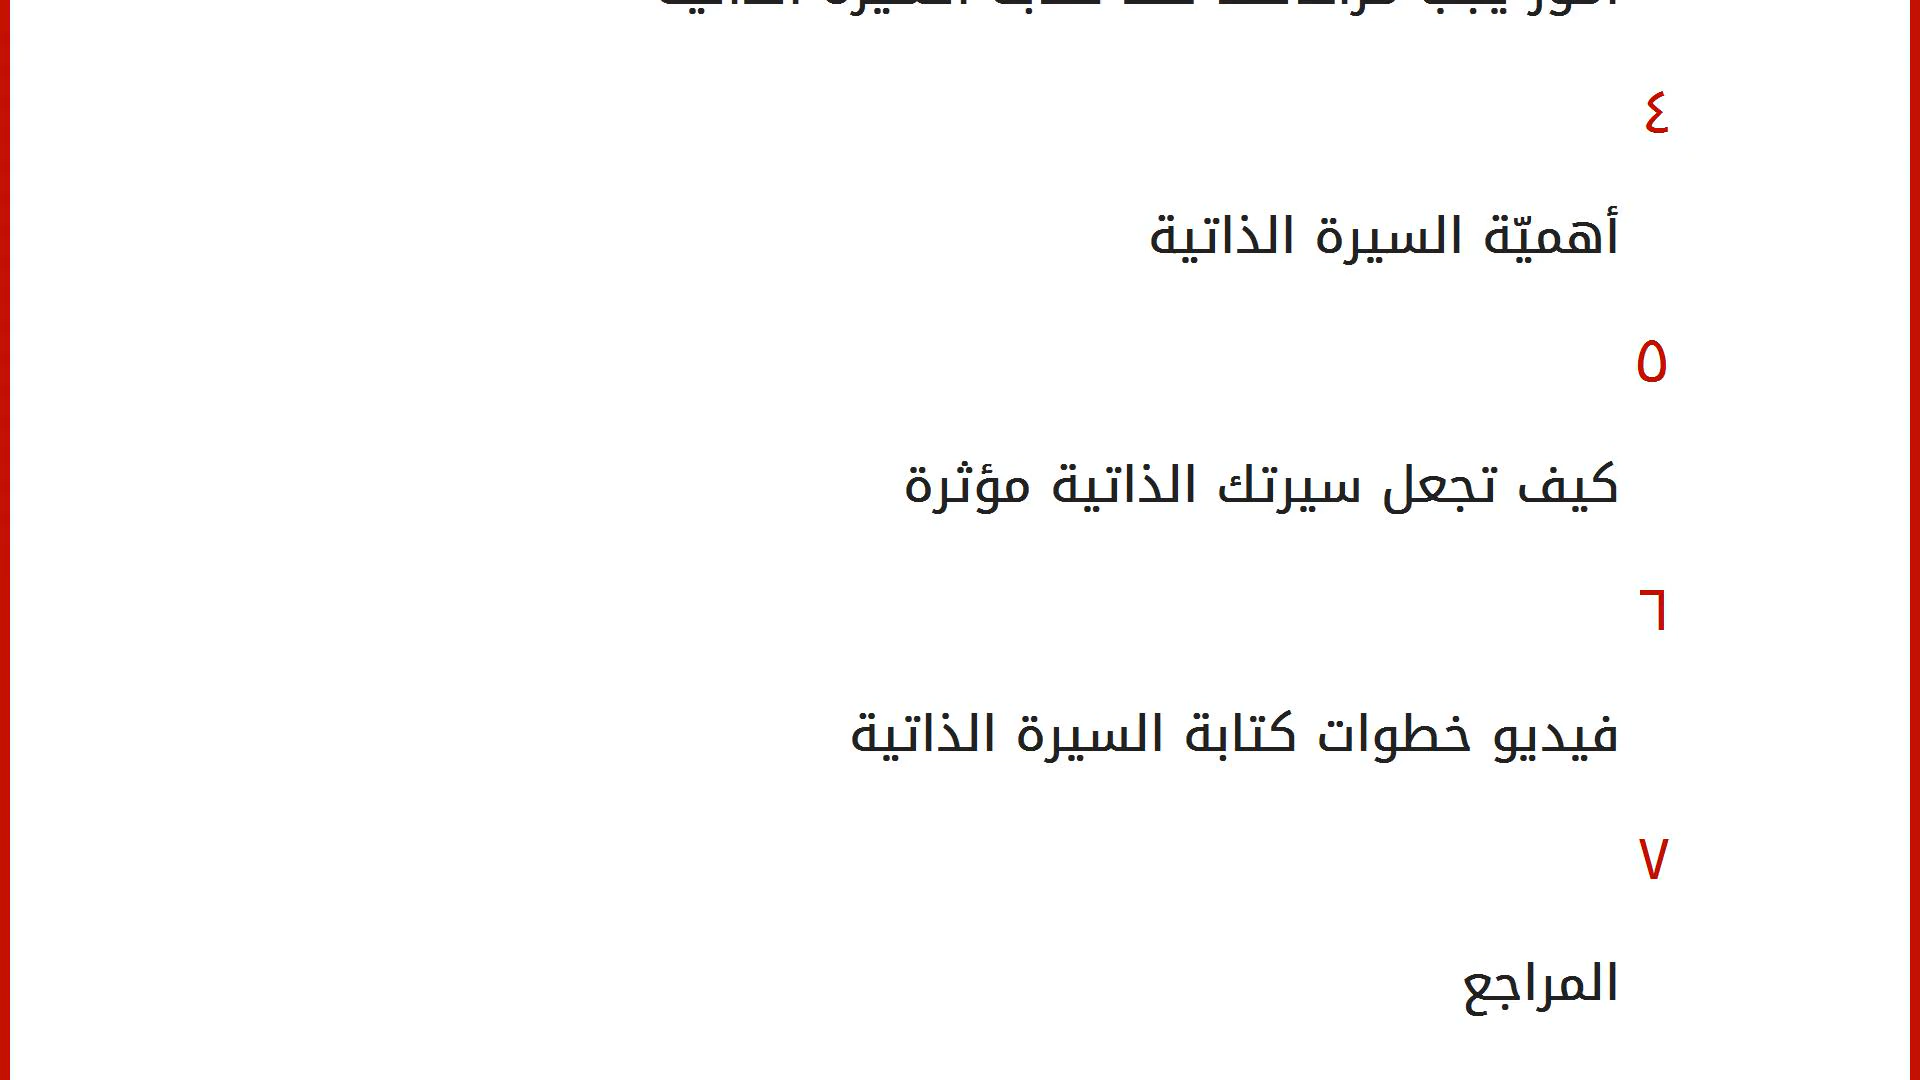 ٤
أهميّة السيرة الذاتية
٥
كيف تجعل سيرتك الذاتية مؤثرة
٦
فيديو خطوات كتابة السيرة الذاتية
٧
المراجع